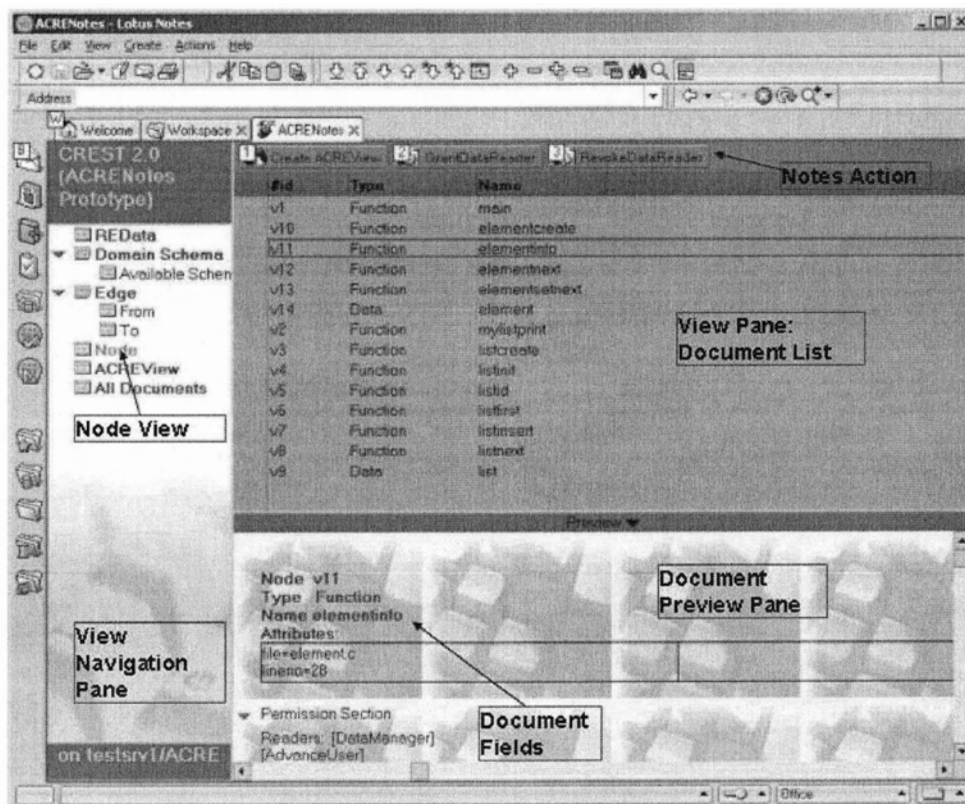 ACRENotes - Lotus Notes
File Edit View Create Actions Help
Address
Welcome Workspace ACRENotes
CREST 2.0
(ACRENotes
Prototype)
1 Create ACREView 2 GrantDataReader 3 RevokeDataReader
Notes Action
#id Type Name
v1 Function main
v10 Function elementcreate
v11 Function elementinfo
v12 Function elementnext
v13 Function elementsetnext
v14 Data element
v2 Function mylistprint
v3 Function listcreate
v4 Function listinit
v5 Function listid
v6 Function listfirst
v7 Function listinsert
v8 Function listnext
v9 Data list
View Pane:
Document List
REData
Domain Schema
Available Schen
Edge
From
To
Node
ACREView
All Documents
Node View
Preview
Node v11
Type Function
Name elementinfo
Attributes:
file=element.c
lineno=28
Document
Preview Pane
View
Navigation
Pane
Permission Section
Readers: [DataManager]
[AdvanceUser]
Document
Fields
on testsrv1/ACRE
Office